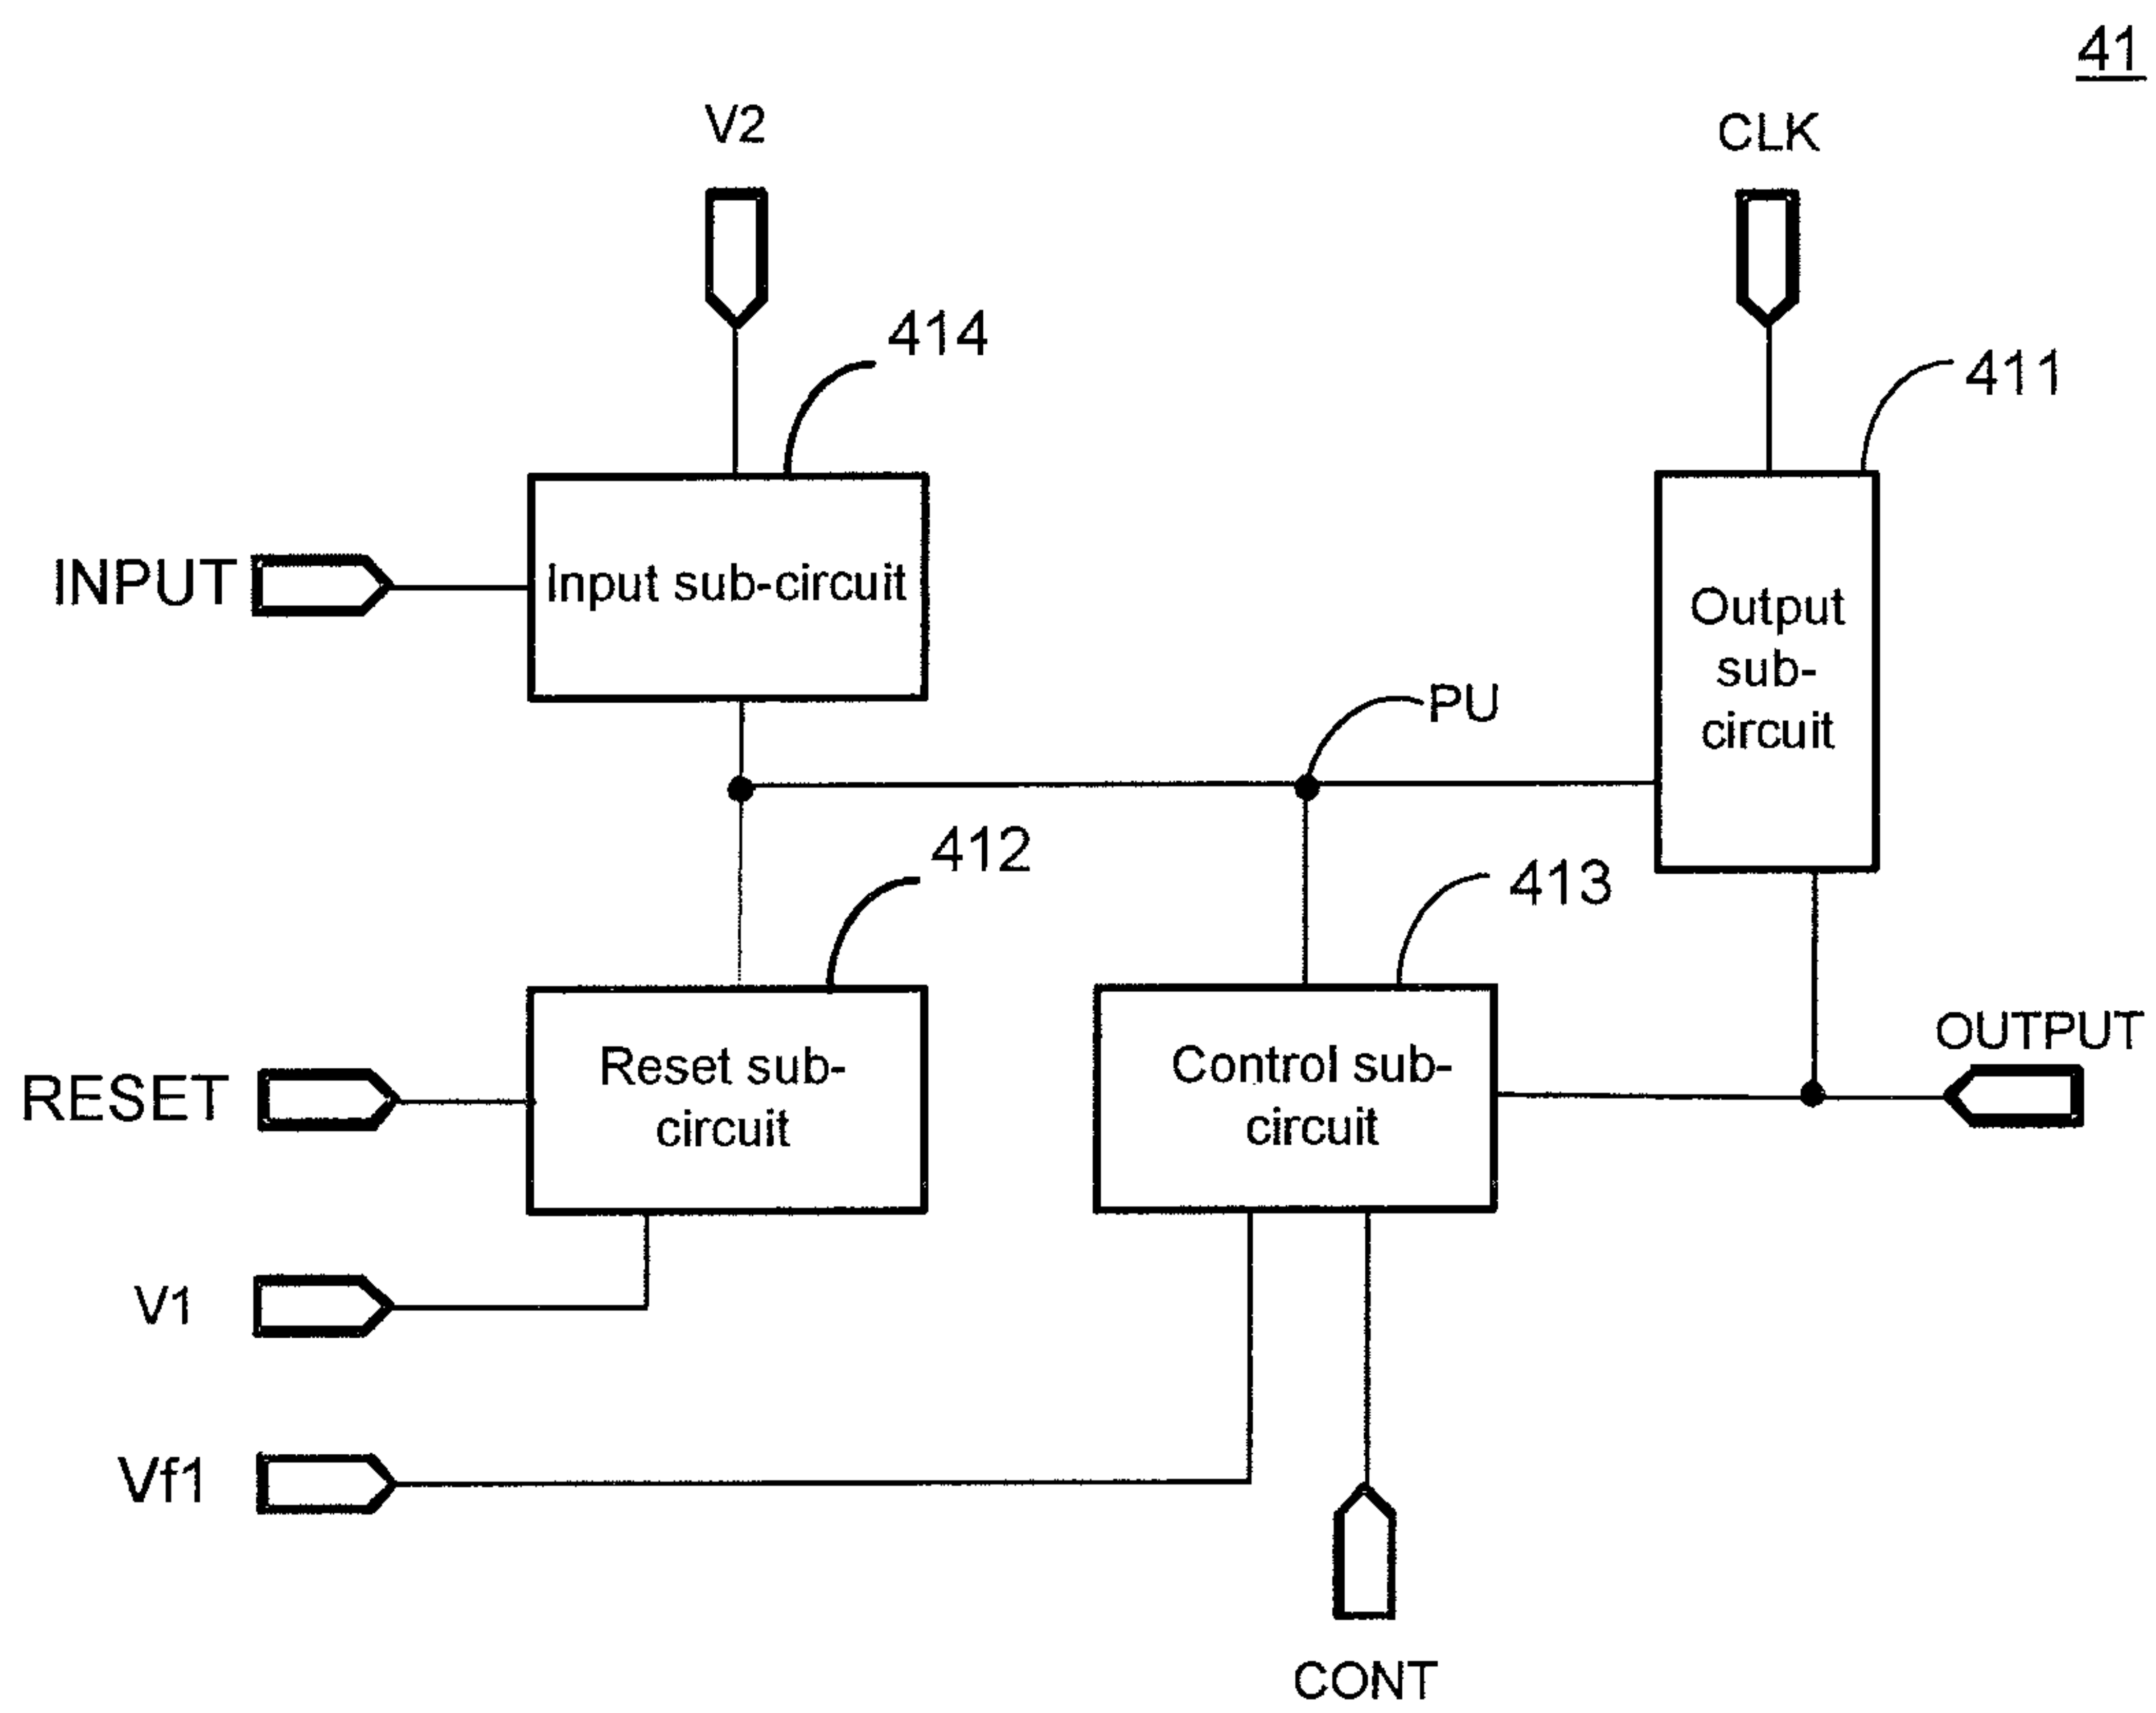 41
V2
CLK
414
411
INPUT
Input sub-circuit
Output
sub-
circuit
PU
412
413
RESET
Reset sub-
circuit
Control sub-
circuit
OUTPUT
V1
Vf1
CONT